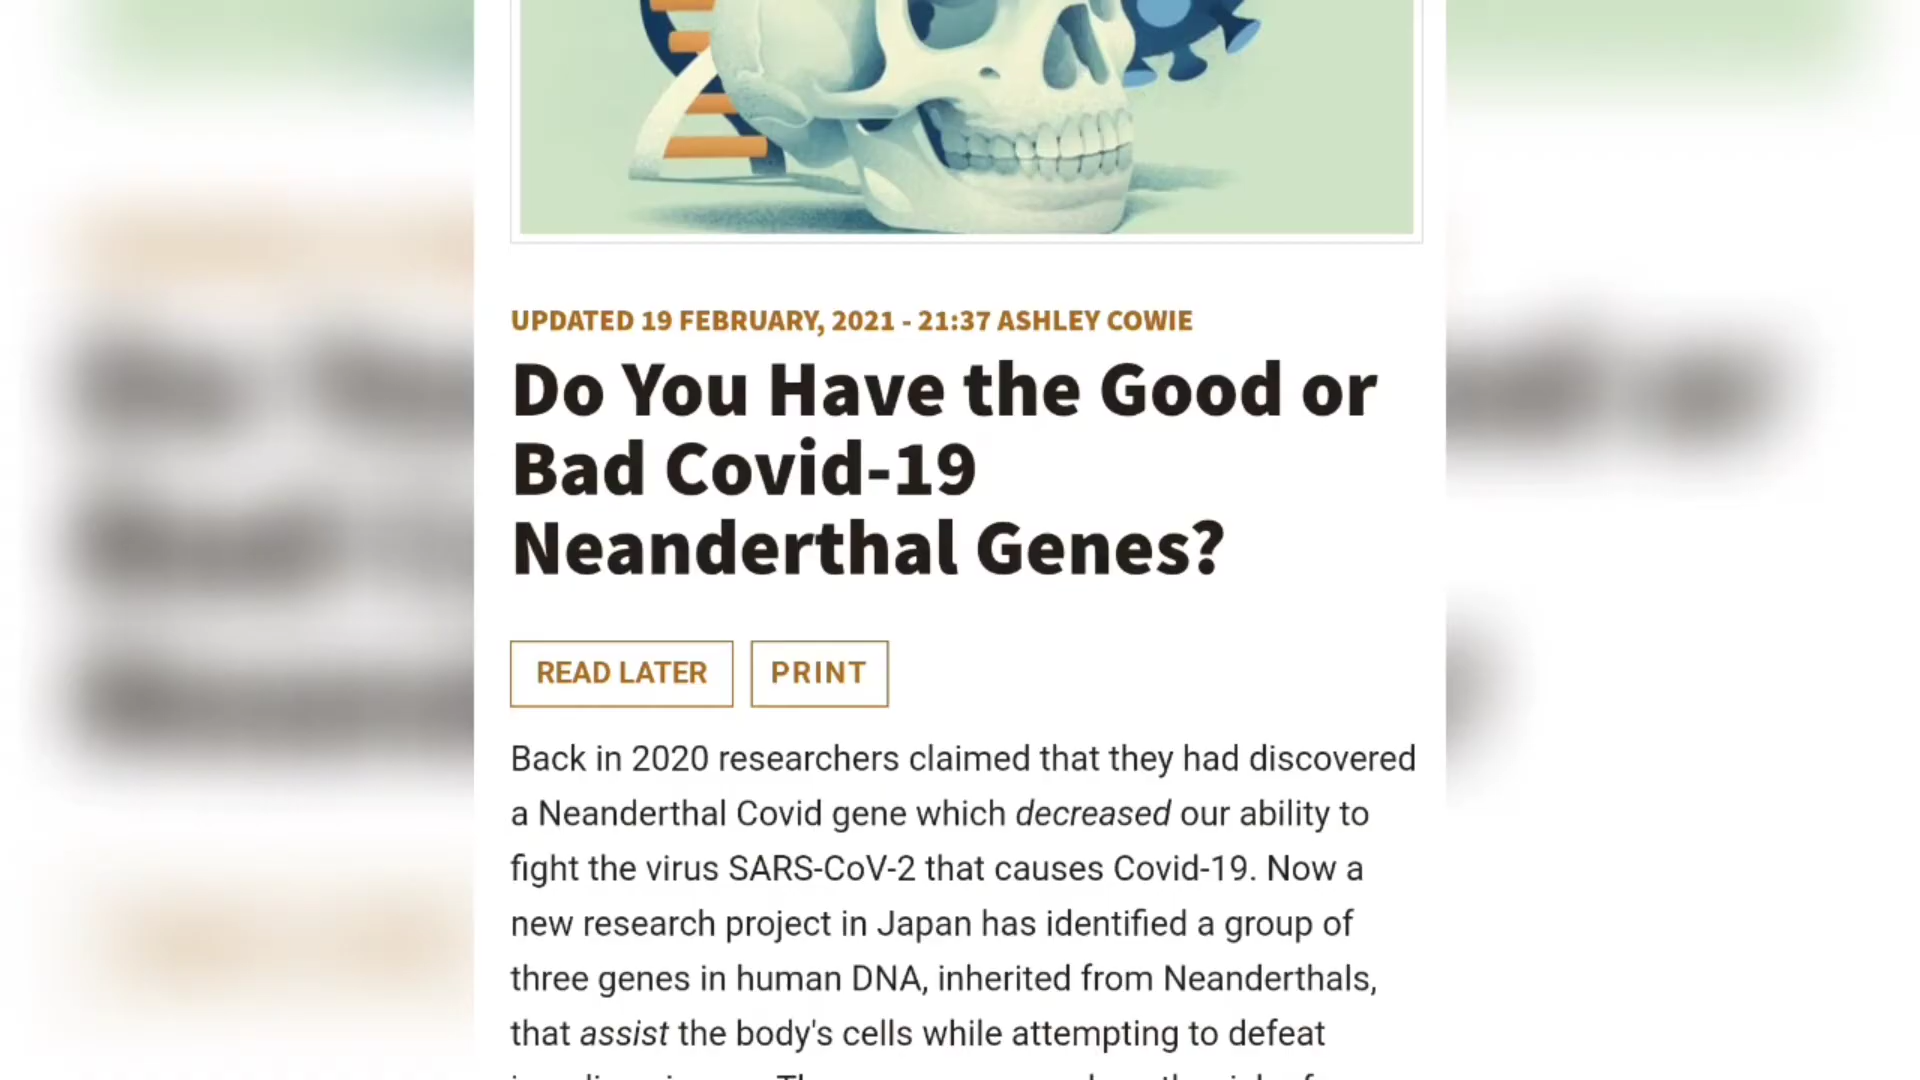 UPDATED 19 FEBRUARY, 2021 - 21:37 ASHLEY COWIE
Do You Have the Good or
Bad Covid-19
Neanderthal Genes?
READ LATER
PRINT
Back in 2020 researchers claimed that they had discovered
a Neanderthal Covid gene which decreased our ability to
fight the virus SARS-CoV-2 that causes Covid-19. Now a
new research project in Japan has identified a group of
three genes in human DNA, inherited from Neanderthals,
that assist the body's cells while attempting to defeat